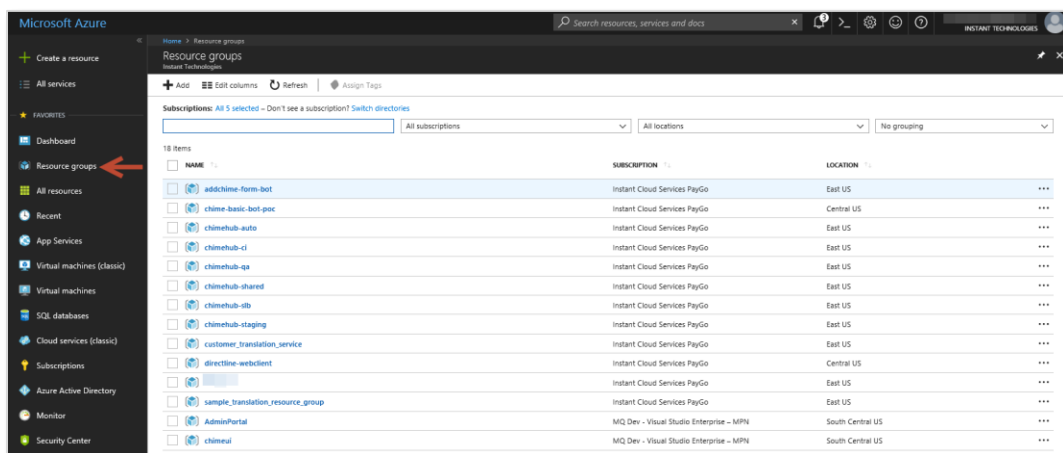 Microsoft Azure
Search resources, services and docs
3
INSTANT TECHNOLOGIES
Create a resource
All services
FAVORITES
Dashboard
Resource groups
All resources
Recent
App Services
Virtual machines (classic)
Virtual machines
SQL databases
Cloud services (classic)
Subscriptions
Azure Active Directory
Monitor
Security Center
Home > Resource groups
Resource groups
Instant Technologies
Add Edit columns Refresh Assign Tags
Subscriptions: All 5 selected – Don't see a subscription? Switch directories
All subscriptions All locations No grouping
18 items
NAME SUBSCRIPTION LOCATION
addchime-form-bot Instant Cloud Services PayGo East US
chime-basic-bot-poc Instant Cloud Services PayGo Central US
chimehub-auto Instant Cloud Services PayGo East US
chimehub-ci Instant Cloud Services PayGo East US
chimehub-qa Instant Cloud Services PayGo East US
chimehub-shared Instant Cloud Services PayGo East US
chimehub-slb Instant Cloud Services PayGo East US
chimehub-staging Instant Cloud Services PayGo East US
customer_translation_service Instant Cloud Services PayGo East US
directline-webclient Instant Cloud Services PayGo Central US
Instant Cloud Services PayGo East US
sample_translation_resource_group Instant Cloud Services PayGo East US
AdminPortal MQ Dev - Visual Studio Enterprise – MPN South Central US
chimeui MQ Dev - Visual Studio Enterprise – MPN South Central US